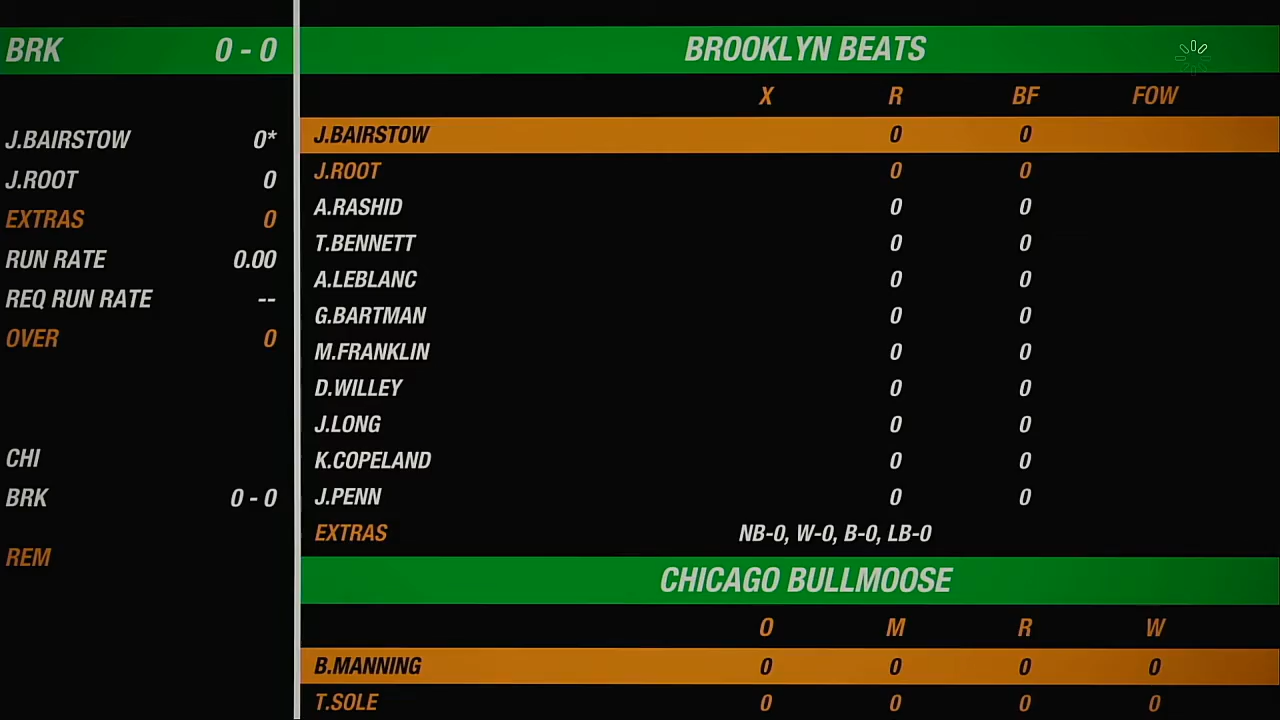 BRK 0 - 0
J.BAIRSTOW 0*
J.ROOT 0
EXTRAS 0
RUN RATE 0.00
REQ RUN RATE --
OVER 0
CHI
BRK 0 - 0
REM
BROOKLYN BEATS
X R BF FOW
J.BAIRSTOW 0 0
J.ROOT 0 0
A.RASHID 0 0
T.BENNETT 0 0
A.LEBLANC 0 0
G.BARTMAN 0 0
M.FRANKLIN 0 0
D.WILLEY 0 0
J.LONG 0 0
K.COPELAND 0 0
J.PENN 0 0
EXTRAS NB-0, W-0, B-0, LB-0
CHICAGO BULLMOOSE
O M R W
B.MANNING 0 0 0 0
T.SOLE 0 0 0 0